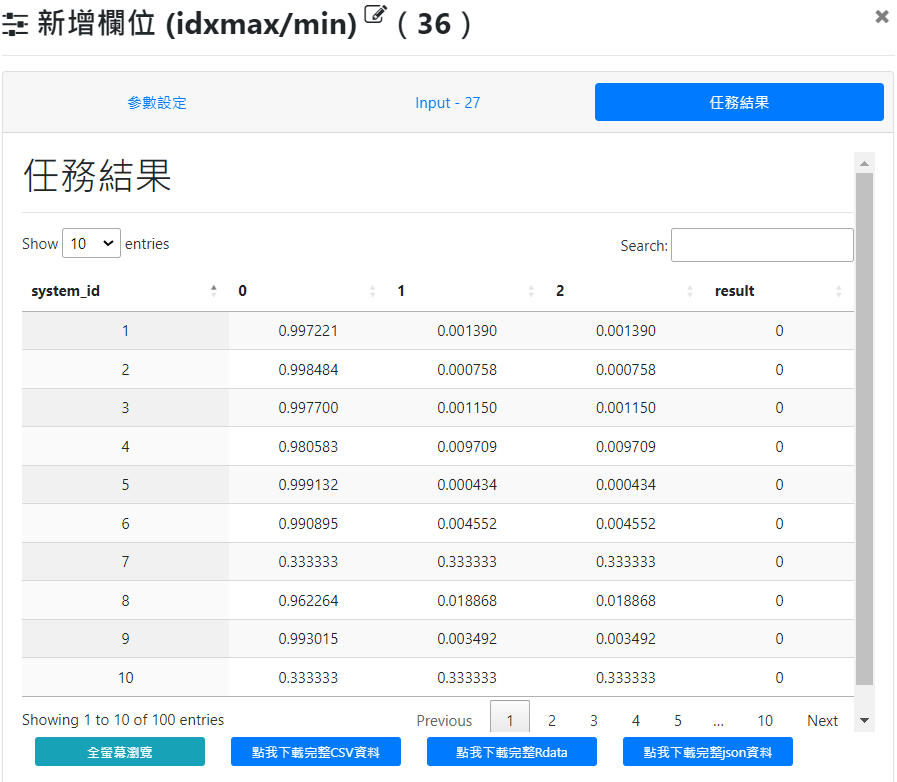 新增欄位 (idxmax/min) ( 36 )
参數設定 Input - 27 任務結果
任務結果
Show 10 entries Search:
system_id 0 1 2 result
1 0.997221 0.001390 0.001390 0
2 0.998484 0.000758 0.000758 0
3 0.997700 0.001150 0.001150 0
4 0.980583 0.009709 0.009709 0
5 0.999132 0.000434 0.000434 0
6 0.990895 0.004552 0.004552 0
7 0.333333 0.333333 0.333333 0
8 0.962264 0.018868 0.018868 0
9 0.993015 0.003492 0.003492 0
10 0.333333 0.333333 0.333333 0
Showing 1 to 10 of 100 entries Previous 1 2 3 4 5 … 10 Next
全螢幕瀏覽 點我下載完整CSV資料 點我下載完整Rdata 點我下載完整json資料